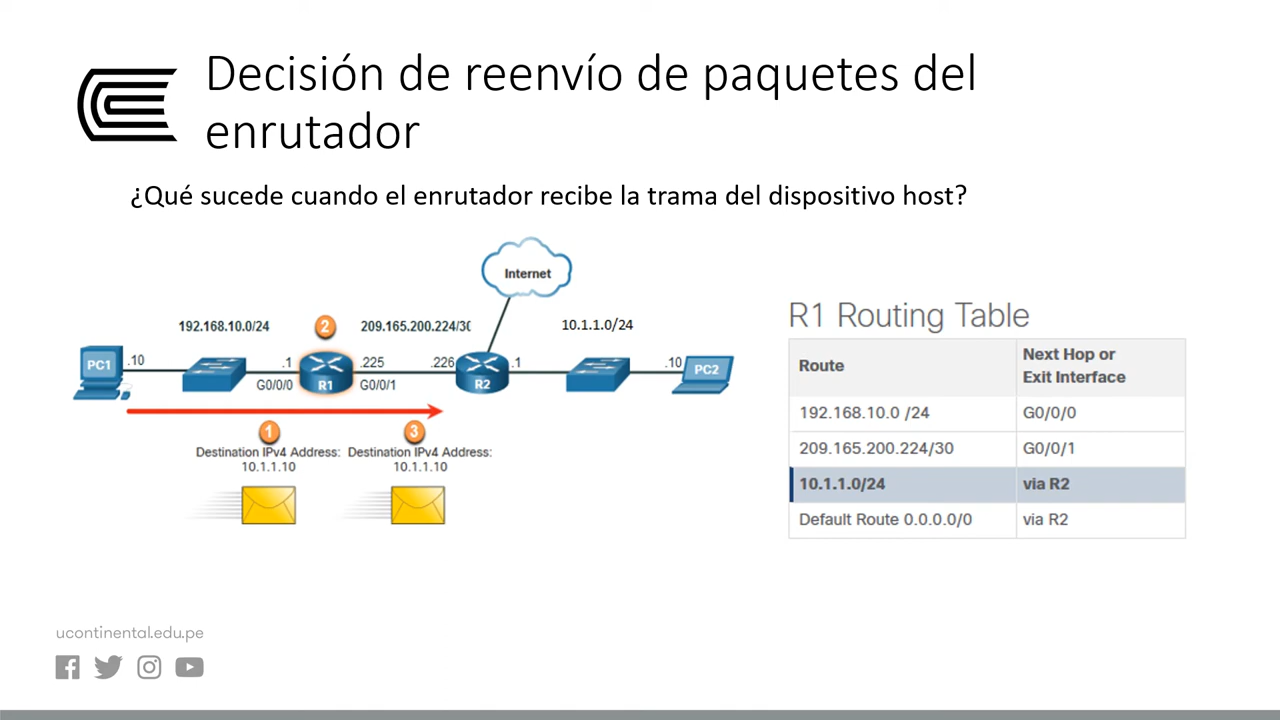 Decisión de reenvío de paquetes del
enrutador
¿Qué sucede cuando el enrutador recibe la trama del dispositivo host?
Internet
192.168.10.0/24
2
209.165.200.224/30
10.1.1.0/24
PC1
.10
.1
G0/0/0
R1
.225
G0/0/1
.226
R2
.1
.10
PC2
1
3
Destination IPv4 Address:
10.1.1.10
Destination IPv4 Address:
10.1.1.10
R1 Routing Table
Route
Next Hop or
Exit Interface
192.168.10.0 /24 G0/0/0
209.165.200.224/30 G0/0/1
10.1.1.0/24 via R2
Default Route 0.0.0.0/0 via R2
ucontinental.edu.pe